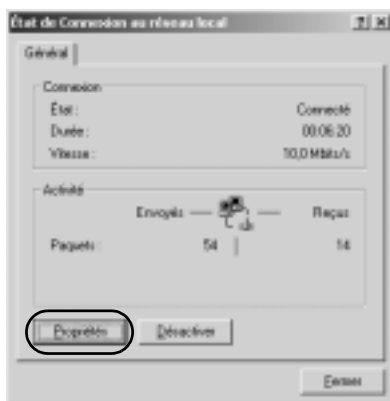 État de Connexion au réseau local
Général
Connexion
État : Connecté
Durée : 00:06:20
Vitesse : 10,0 Mbits/s
Activité
Envoyés — — Reçus
Paquets : 54 | 14
Propriétés Désactiver
Fermer